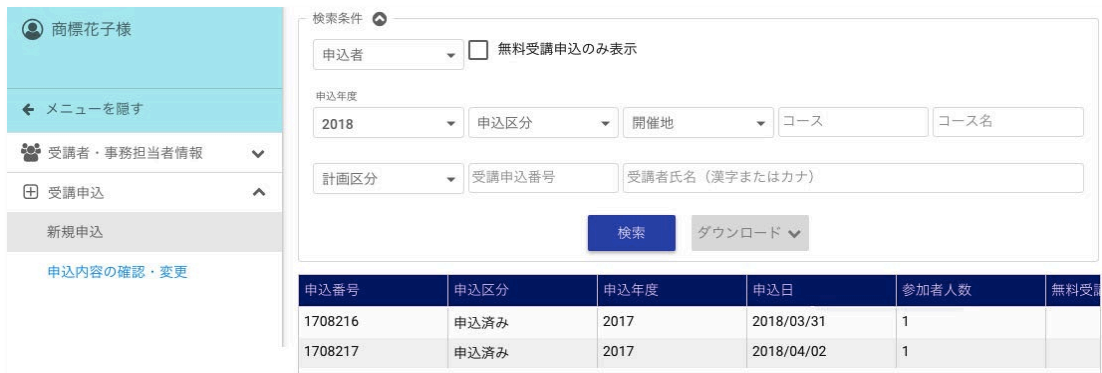 商標花子様
メニューを隠す
受講者・事務担当者情報
受講申込
新規申込
申込内容の確認・変更
検索条件
申込者 無料受講申込のみ表示
申込年度
2018 申込区分 開催地 コース コース名
計画区分 受講申込番号 受講者氏名（漢字またはカナ）
検索 ダウンロード
申込番号 申込区分 申込年度 申込日 参加者人数 無料受講
1708216 申込済み 2017 2018/03/31 1
1708217 申込済み 2017 2018/04/02 1